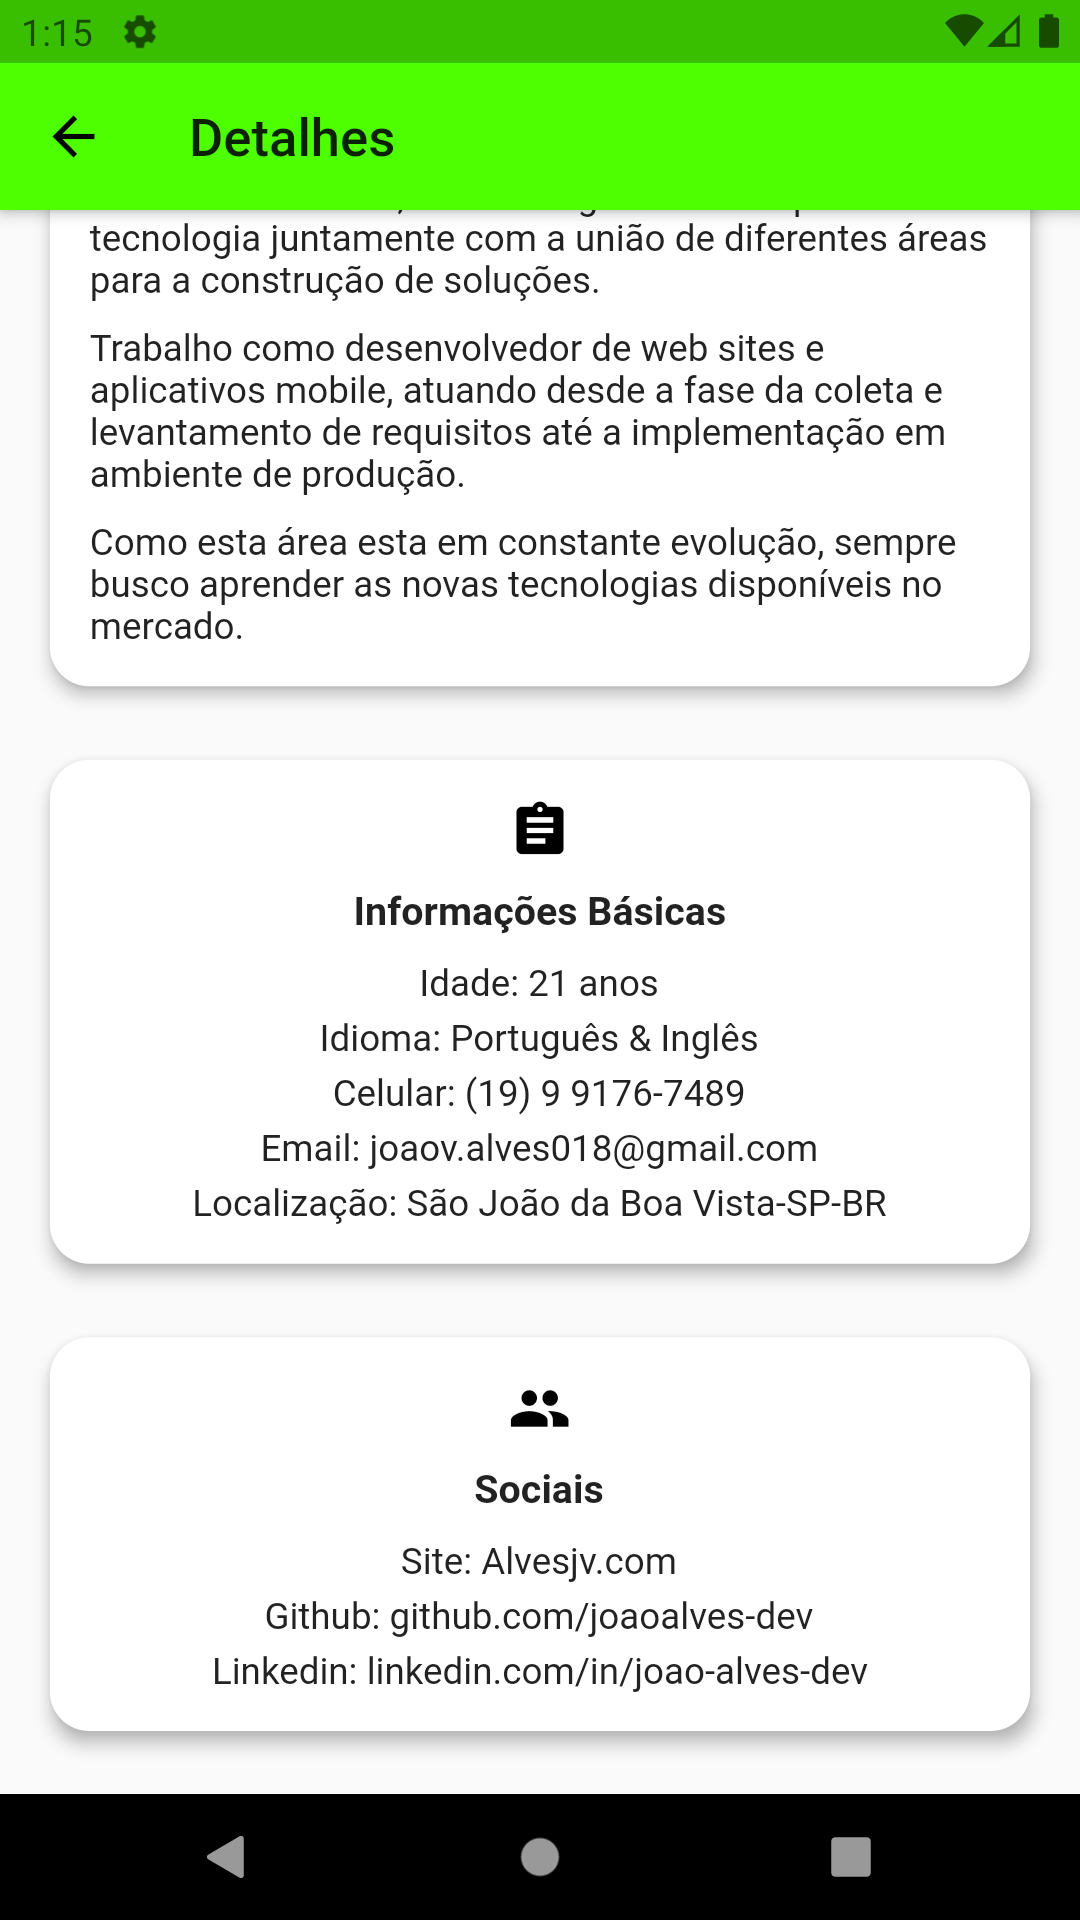 1:15
Detalhes
tecnologia juntamente com a união de diferentes áreas
para a construção de soluções.
Trabalho como desenvolvedor de web sites e
aplicativos mobile, atuando desde a fase da coleta e
levantamento de requisitos até a implementação em
ambiente de produção.
Como esta área esta em constante evolução, sempre
busco aprender as novas tecnologias disponíveis no
mercado.
Informações Básicas
Idade: 21 anos
Idioma: Português & Inglês
Celular: (19) 9 9176-7489
Email: joaov.alves018@gmail.com
Localização: São João da Boa Vista-SP-BR
Sociais
Site: Alvesjv.com
Github: github.com/joaoalves-dev
Linkedin: linkedin.com/in/joao-alves-dev